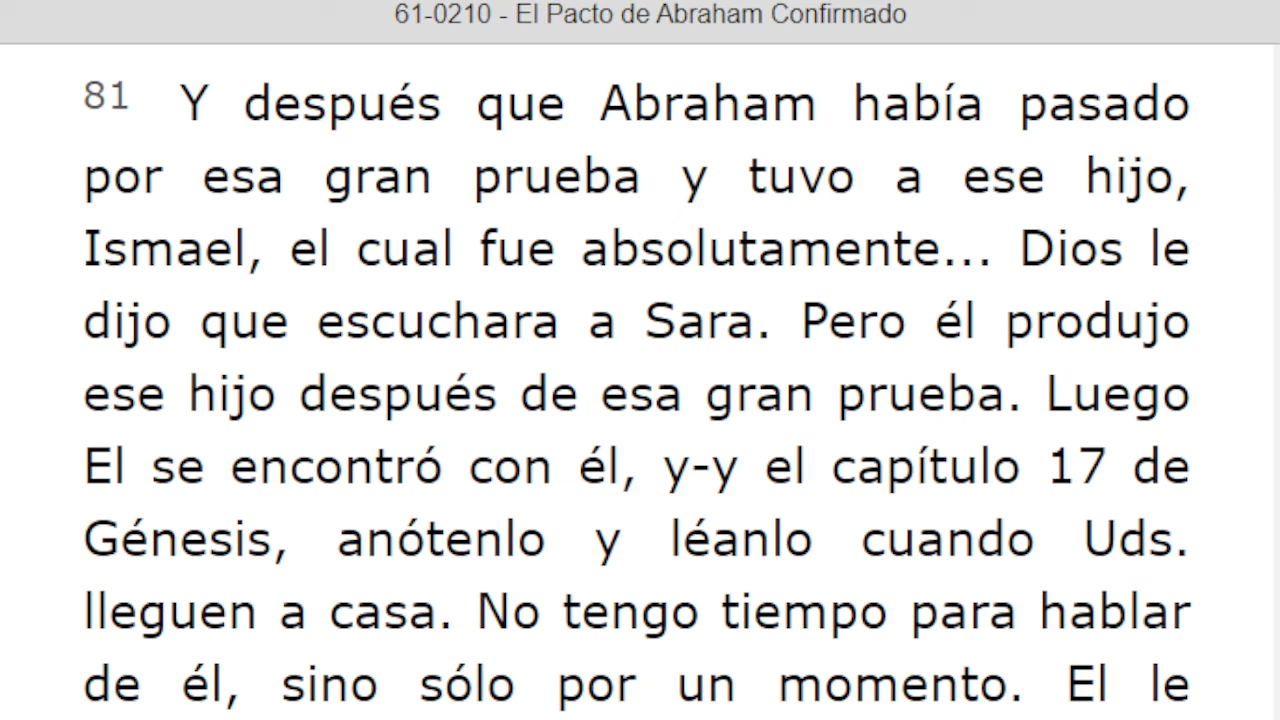 61-0210 - El Pacto de Abraham Confirmado
81 Y después que Abraham había pasado
por esa gran prueba y tuvo a ese hijo,
Ismael, el cual fue absolutamente... Dios le
dijo que escuchara a Sara. Pero él produjo
ese hijo después de esa gran prueba. Luego
El se encontró con él, y-y el capítulo 17 de
Génesis, anótenlo y léanlo cuando Uds.
lleguen a casa. No tengo tiempo para hablar
de él, sino sólo por un momento. El le